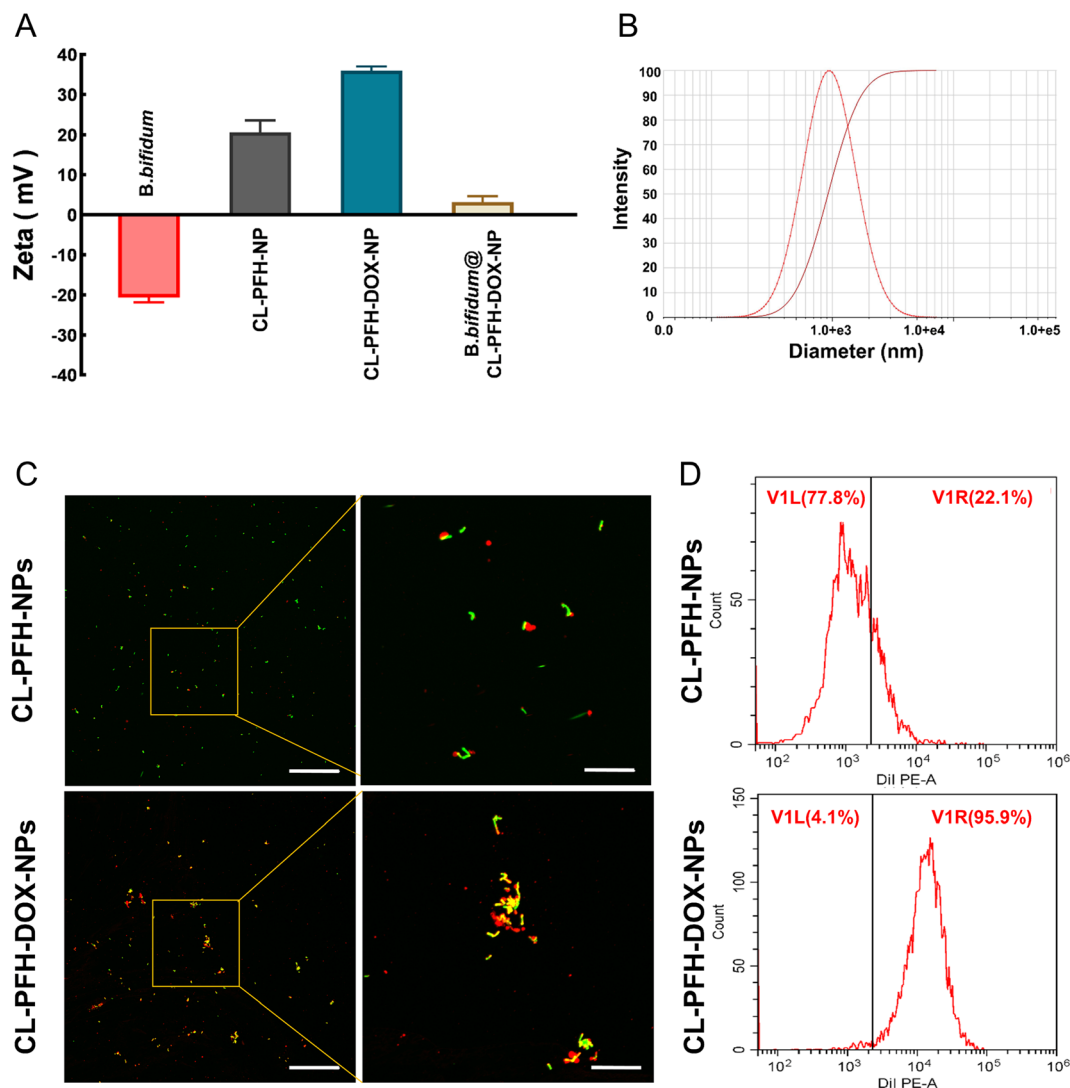 A
Zeta ( mV )
40
30
20
10
0
-10
-20
-30
-40
B.bifidum
CL-PFH-NP
CL-PFH-DOX-NP
B.bifidum@
CL-PFH-DOX-NP
B
Intensity
100
90
80
70
60
50
40
30
20
10
0
0.0
1.0+e3
10+e4
1.0+e5
Diameter (nm)
C
CL-PFH-NPs
CL-PFH-DOX-NPs
D
CL-PFH-NPs
V1L(77.8%)
V1R(22.1%)
Count
50
0
10²
10³
10⁴
10⁵
10⁶
DiI PE-A
CL-PFH-DOX-NPs
V1L(4.1%)
V1R(95.9%)
Count
150
100
50
0
10²
10³
10⁴
10⁵
10⁶
DiI PE-A